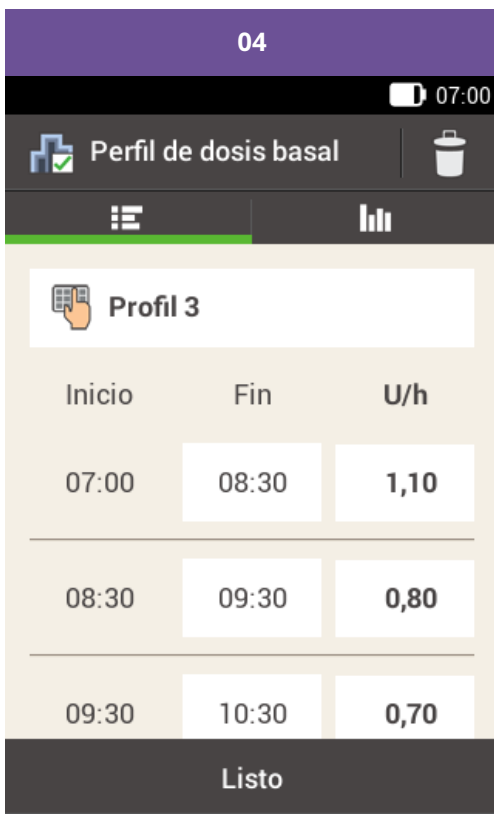 04
07:00
Perfil de dosis basal
Profil 3
Inicio Fin U/h
07:00 08:30 1,10
08:30 09:30 0,80
09:30 10:30 0,70
Listo